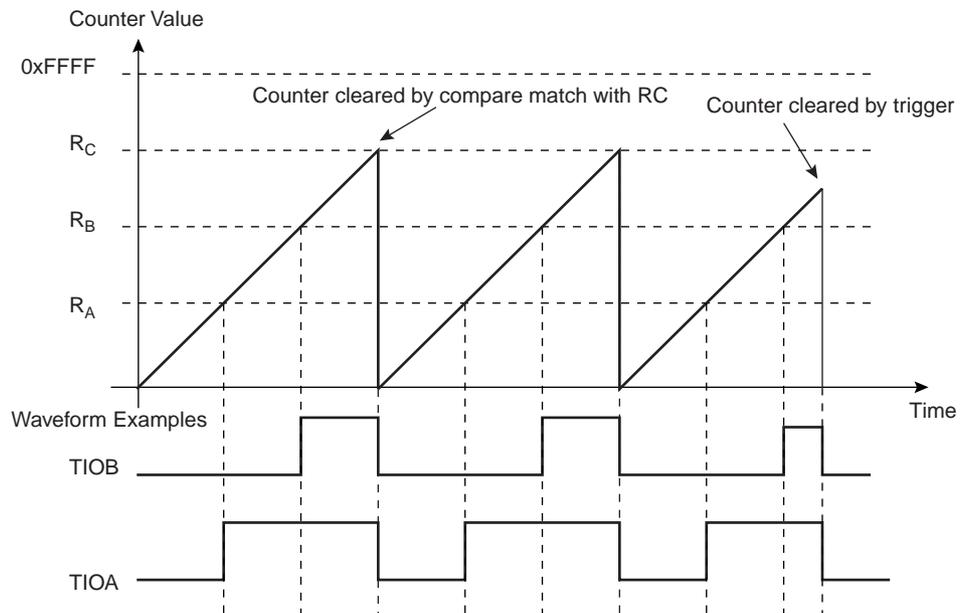 Counter Value
0xFFFF
Counter cleared by compare match with RC
Counter cleared by trigger
RC
RB
RA
Time
Waveform Examples
TIOB
TIOA